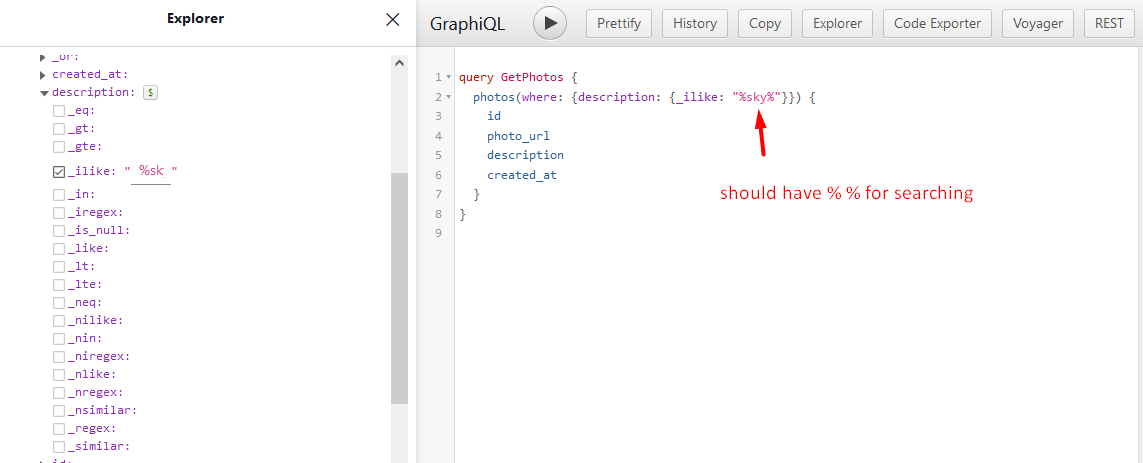 Explorer
_or:
created_at:
description: $
_eq:
_gt:
_gte:
_ilike: " %sk "
_in:
_iregex:
_is_null:
_like:
_lt:
_lte:
_neq:
_nilike:
_nin:
_niregex:
_nlike:
_nregex:
_nsimilar:
_regex:
_similar:
id:
GraphiQL Prettify History Copy Explorer Code Exporter Voyager REST
1 query GetPhotos {
2 photos(where: {description: {_ilike: "%sky%"}}) {
3 id
4 photo_url
5 description
6 created_at
7 }
8 }
9
should have % % for searching